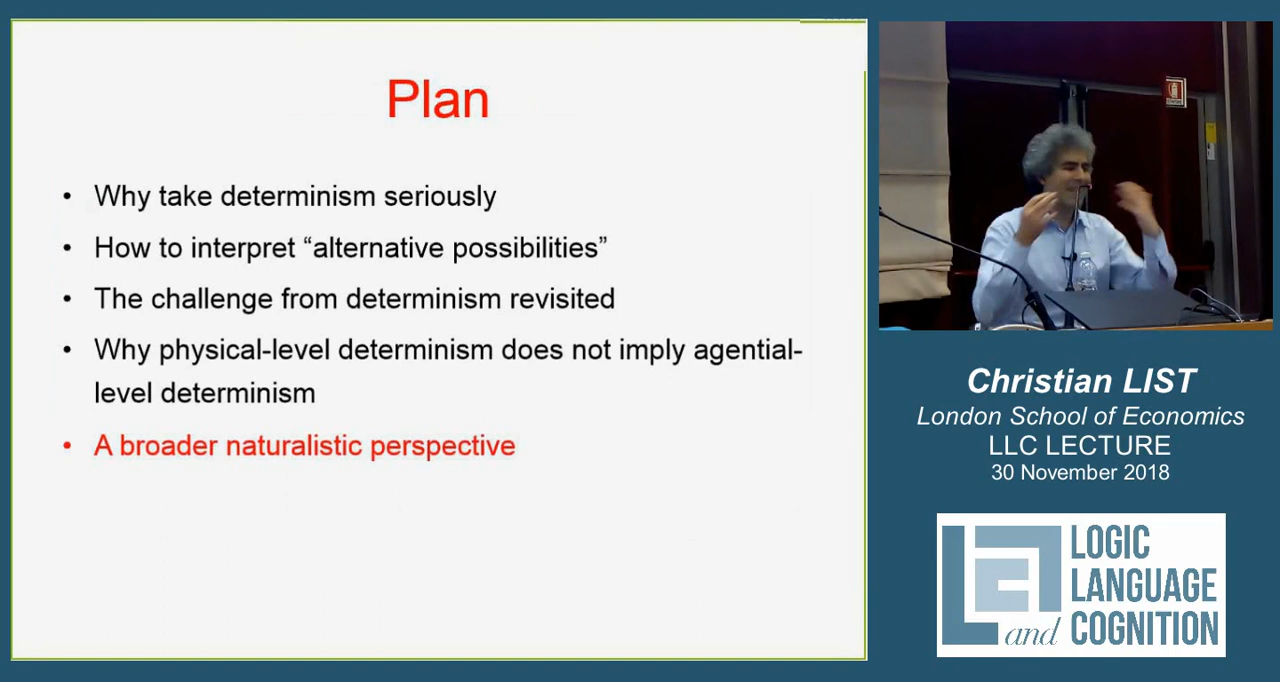 Plan
• Why take determinism seriously
• How to interpret “alternative possibilities”
• The challenge from determinism revisited
• Why physical-level determinism does not imply agential-
level determinism
• A broader naturalistic perspective
Christian LIST
London School of Economics
LLC LECTURE
30 November 2018
LOGIC
LANGUAGE
and COGNITION